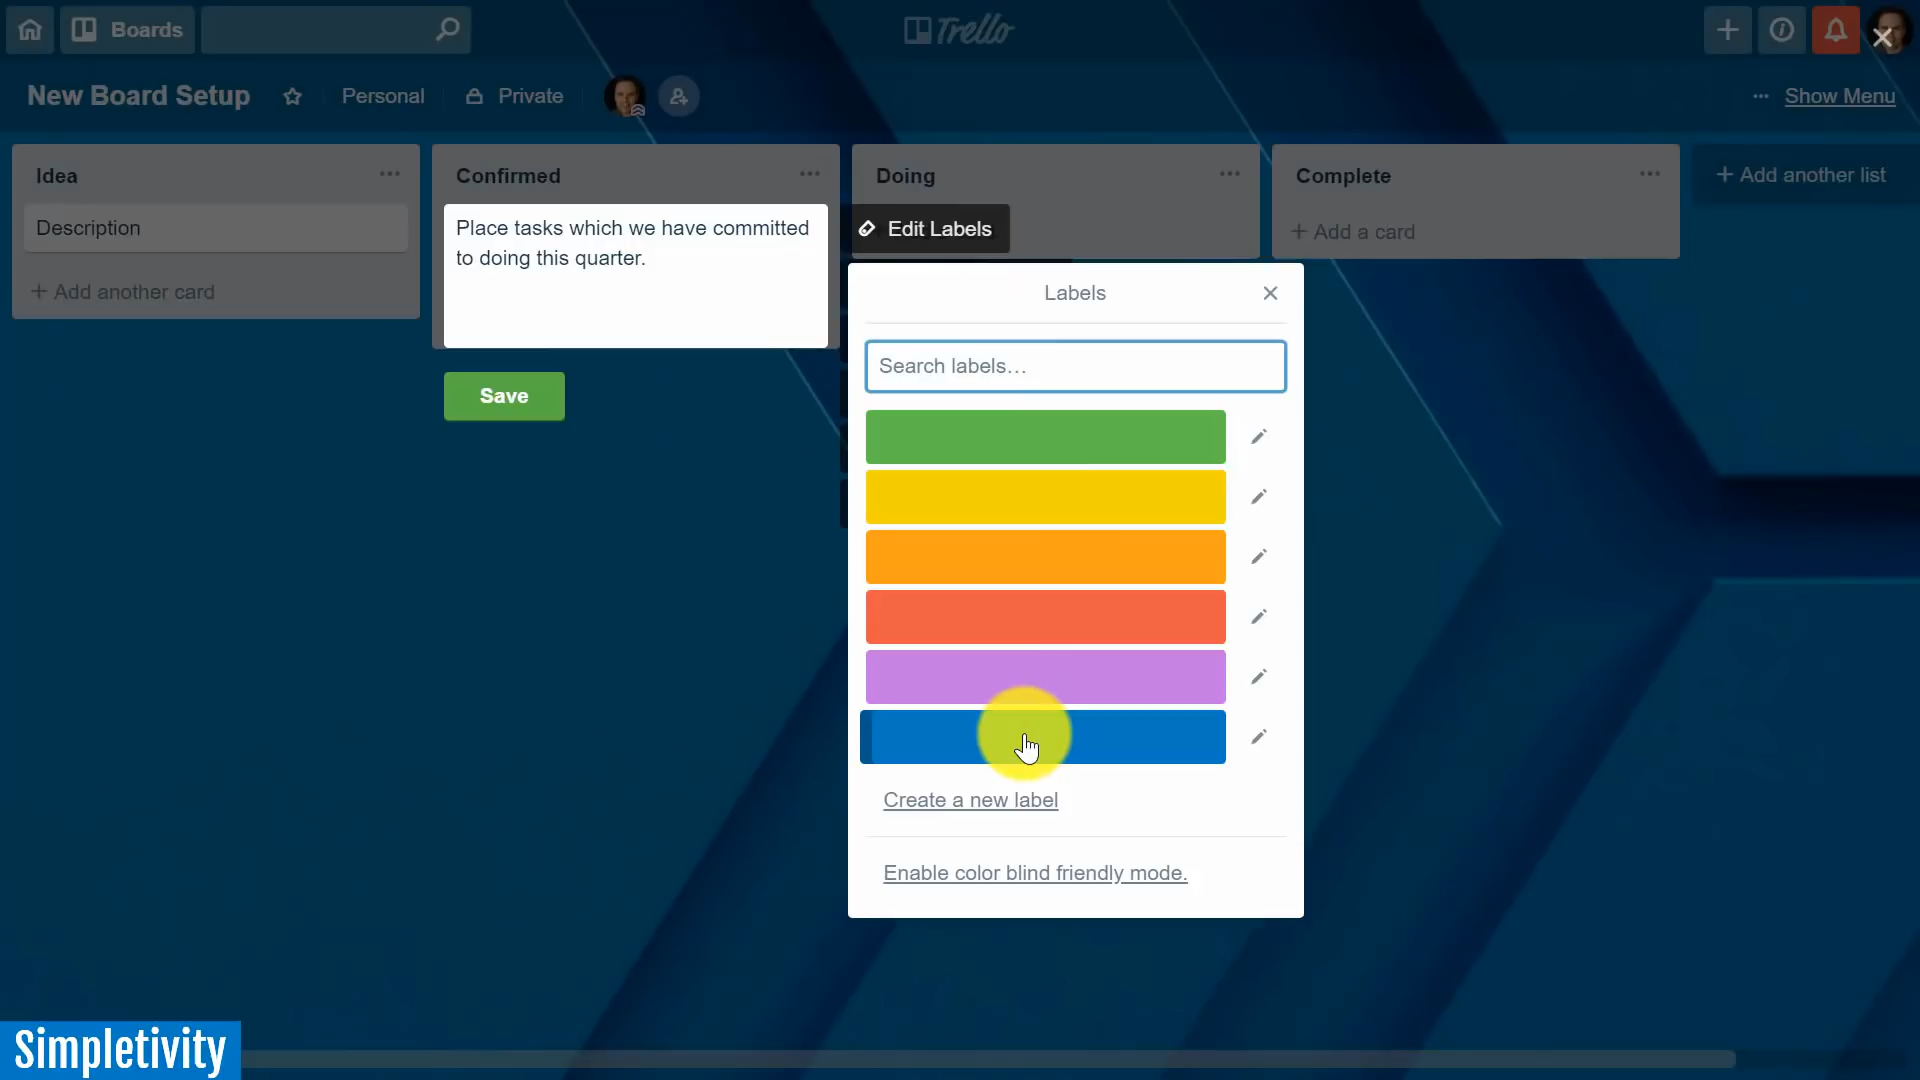 Boards
Trello
New Board Setup
Personal
Private
Show Menu
Idea
Description
Add another card
Confirmed
Place tasks which we have committed
to doing this quarter.
Save
Doing
Edit Labels
Complete
Add a card
Add another list
Labels
Search labels…
Create a new label
Enable color blind friendly mode.
Simpletivity